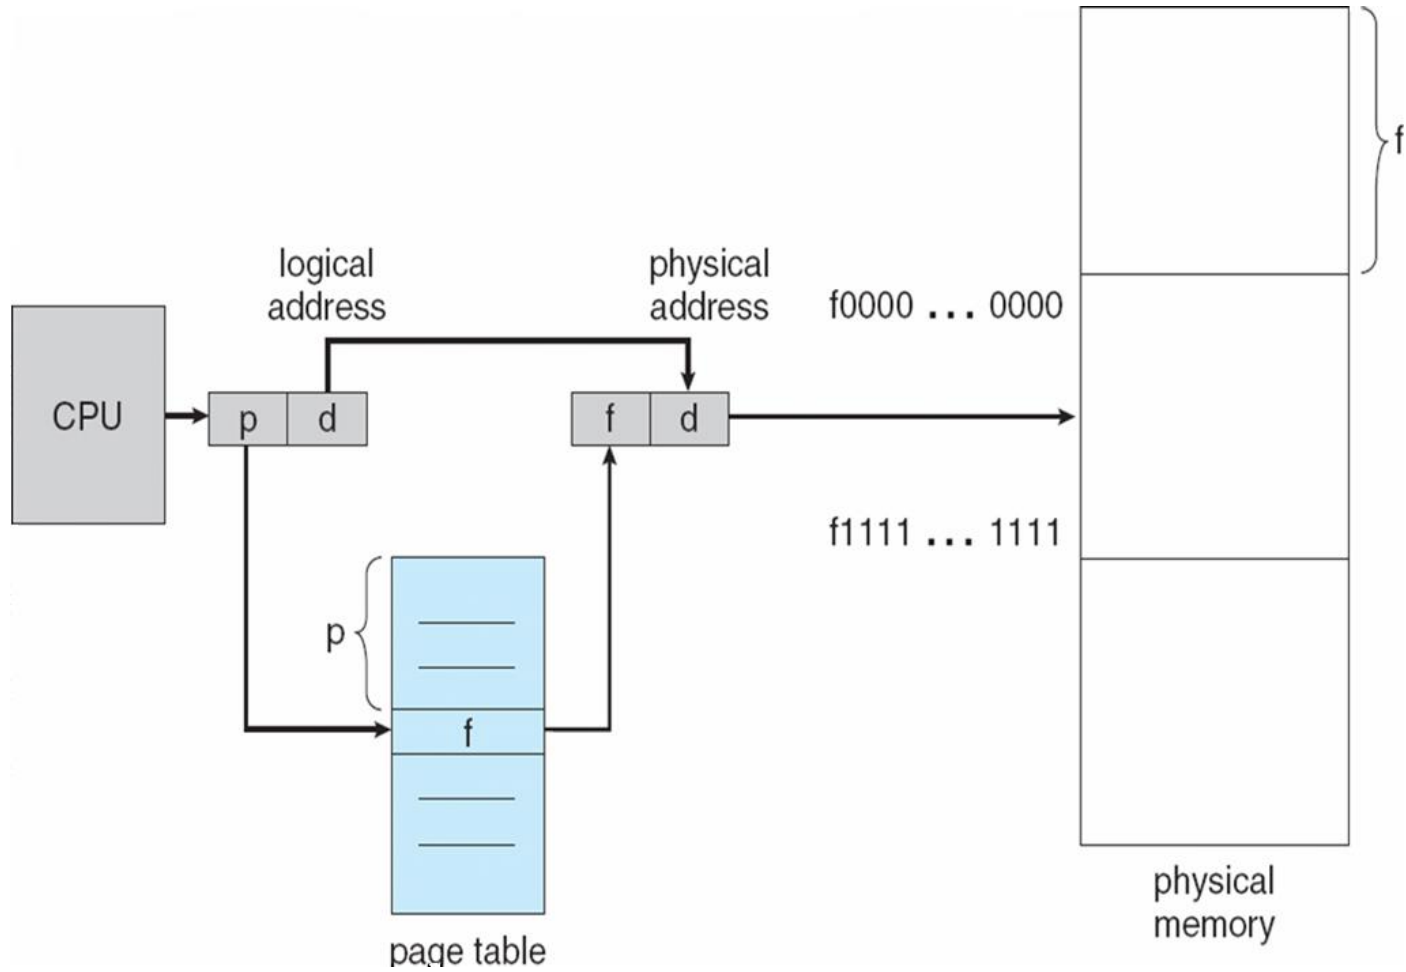 f
logical
address
physical
address
f0000 ... 0000
CPU
p
d
f
d
f1111 ... 1111
p
f
physical
memory
page table